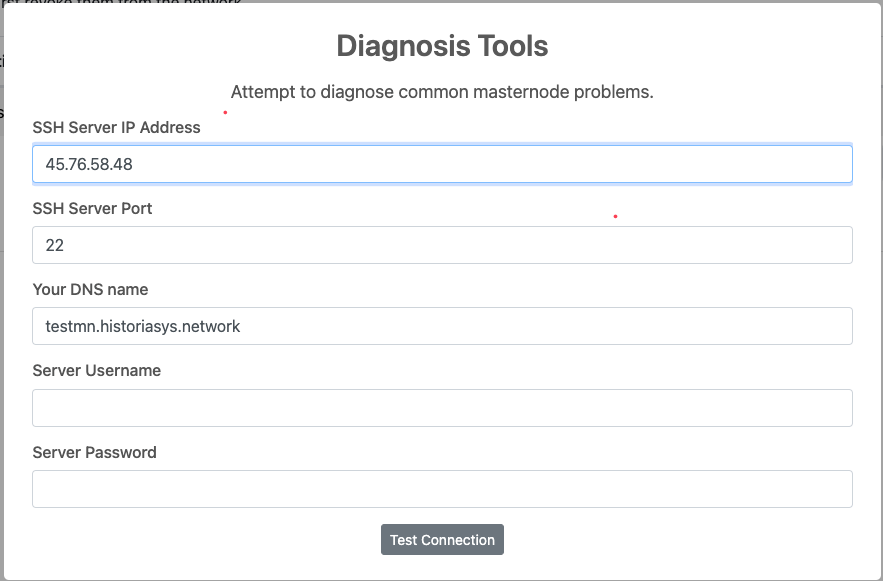 rst revoke them from the network
Diagnosis Tools
Attempt to diagnose common masternode problems.
SSH Server IP Address
45.76.58.48
SSH Server Port
22
Your DNS name
testmn.historiasys.network
Server Username
Server Password
Test Connection